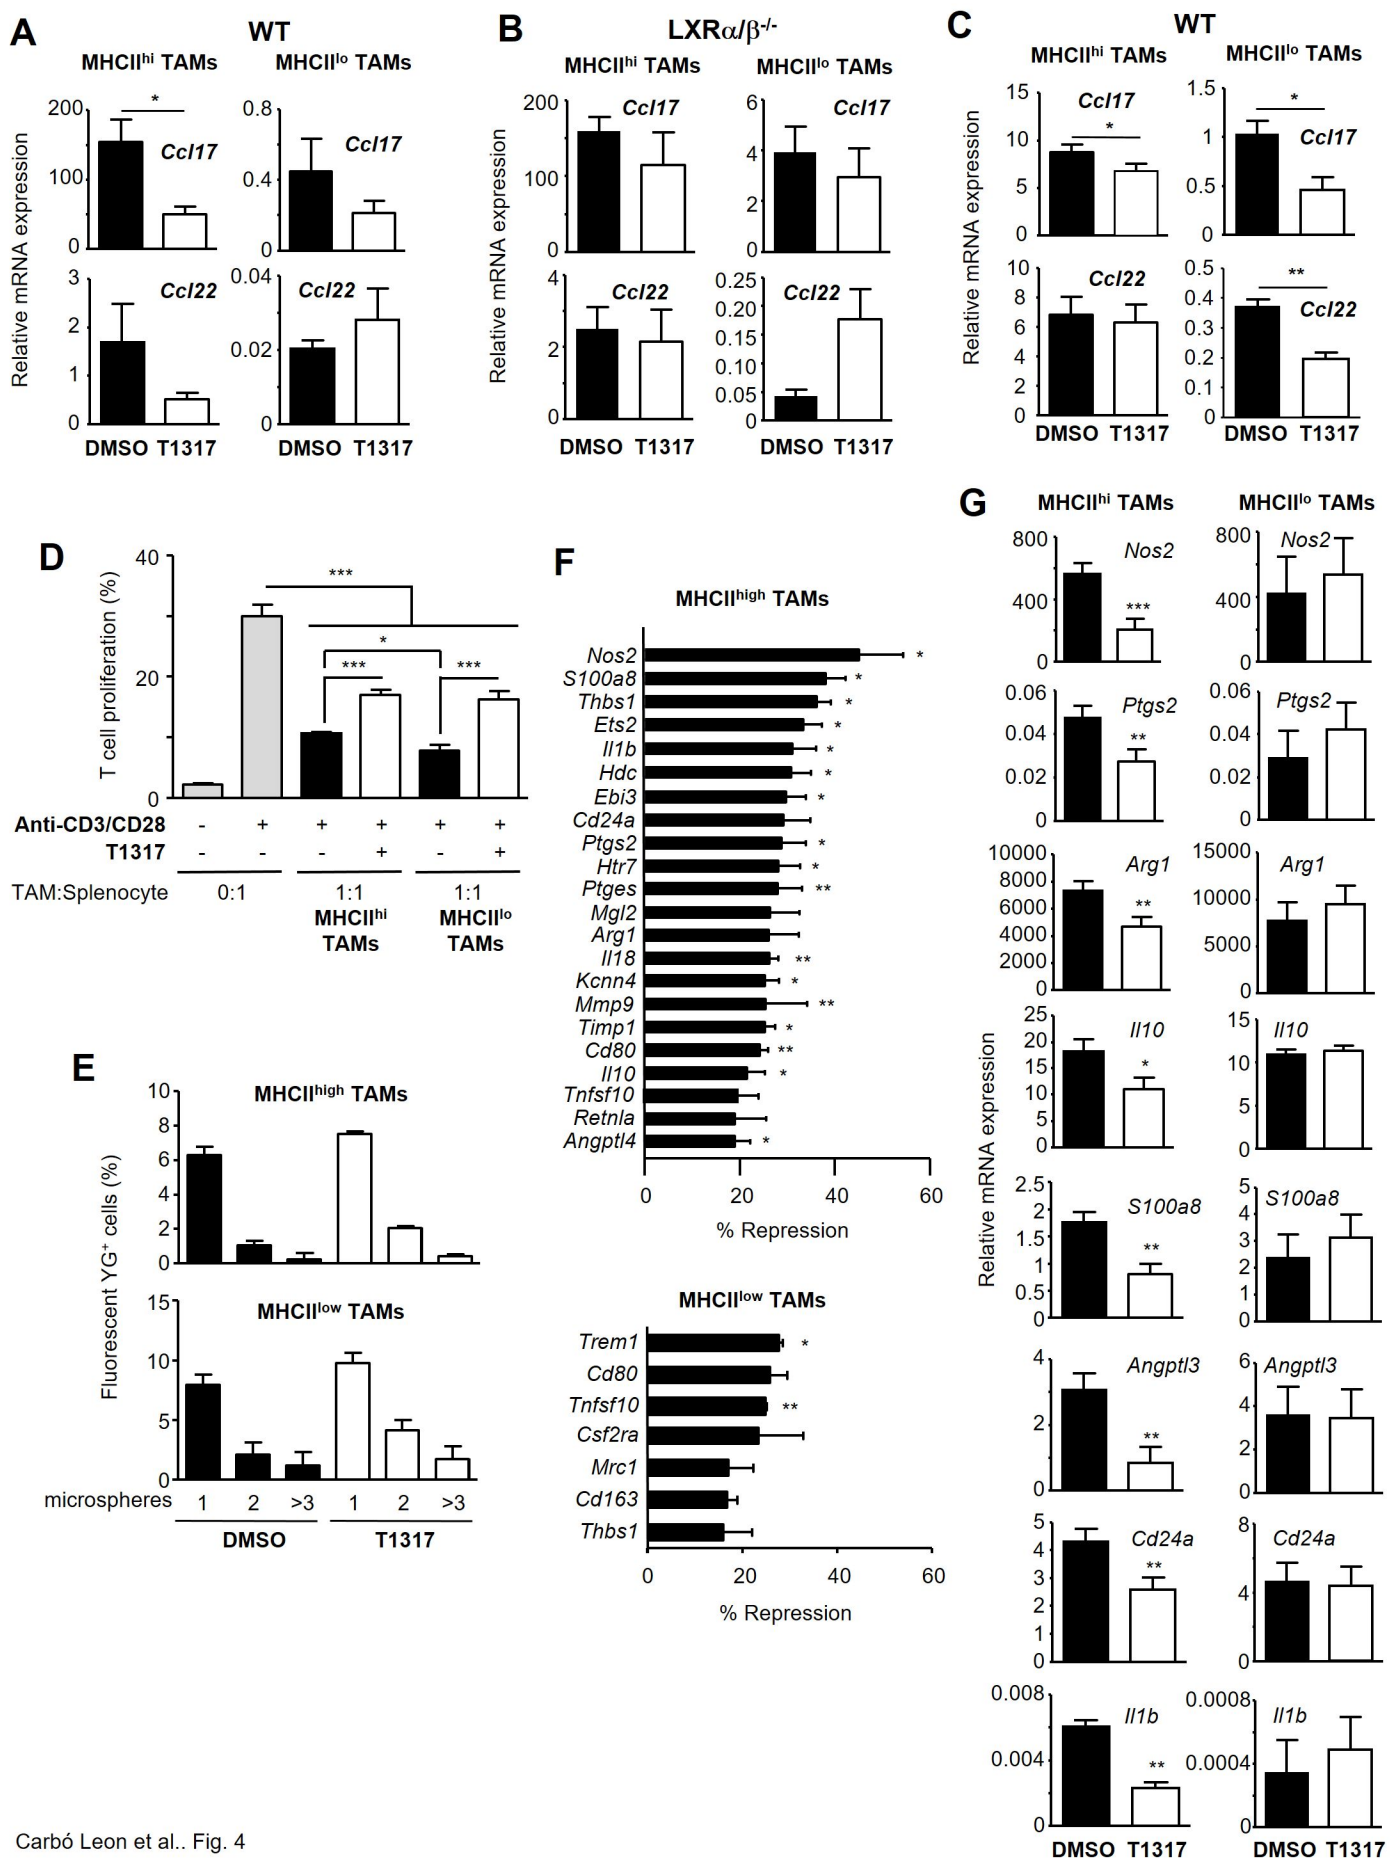 A
WT
MHCIIhi TAMs
MHCIIlo TAMs
Relative mRNA expression
200
100
0
*
Ccl17
0.8
0.4
0
Ccl17
3
2
1
0
Ccl22
0.04
0.02
0
Ccl22
DMSO T1317
DMSO T1317
B
LXRα/β-/-
MHCIIhi TAMs
MHCIIlo TAMs
Relative mRNA expression
200
100
0
Ccl17
6
4
2
0
Ccl17
4
2
0
Ccl22
0.25
0.20
0.15
0.10
0.05
0
Ccl22
DMSO T1317
DMSO T1317
C
WT
MHCIIhi TAMs
MHCIIlo TAMs
Relative mRNA expression
15
10
5
0
Ccl17
*
1.5
1
0.5
0
*
Ccl17
10
8
6
4
2
0
Ccl22
0.5
0.4
0.3
0.2
0.1
0
**
Ccl22
DMSO T1317
DMSO T1317
D
T cell proliferation (%)
40
20
0
***
*
***
***
Anti-CD3/CD28 - + + + + +
T1317 - - - + - +
TAM:Splenocyte 0:1 1:1 1:1
MHCIIhi TAMs
MHCIIlo TAMs
E
Fluorescent YG+ cells (%)
MHCIIhigh TAMs
10
8
6
4
2
0
MHCIIlow TAMs
15
10
5
0
microspheres 1 2 >3 1 2 >3
DMSO T1317
F
MHCIIhigh TAMs
Nos2 *
S100a8 *
Thbs1 *
Ets2 *
Il1b *
Hdc *
Ebi3 *
Cd24a
Ptgs2 *
Htr7 *
Ptges **
Mgl2
Arg1
Il18 **
Kcnn4 *
Mmp9 **
Timp1 *
Cd80 **
Il10 *
Tnfsf10
Retnla
Angptl4 *
0 20 40 60
% Repression
MHCIIlow TAMs
Trem1 *
Cd80
Tnfsf10 **
Csf2ra
Mrc1
Cd163
Thbs1
0 20 40 60
% Repression
G
MHCIIhi TAMs
MHCIIlo TAMs
Relative mRNA expression
800
400
0
Nos2
***
800
400
0
Nos2
0.06
0.04
0.02
0
Ptgs2
**
0.06
0.04
0.02
0
Ptgs2
10000
8000
6000
4000
2000
0
Arg1
**
15000
10000
5000
0
Arg1
25
20
15
10
5
0
Il10
*
15
10
5
0
Il10
2.5
2
1.5
1
0.5
0
S100a8
**
5
4
3
2
1
0
S100a8
4
2
0
Angptl3
**
6
4
2
0
Angptl3
5
4
3
2
1
0
Cd24a
**
8
4
0
Cd24a
0.008
0.004
0
Il1b
**
0.0008
0.0004
0
Il1b
DMSO T1317
DMSO T1317
Carbó Leon et al.. Fig. 4